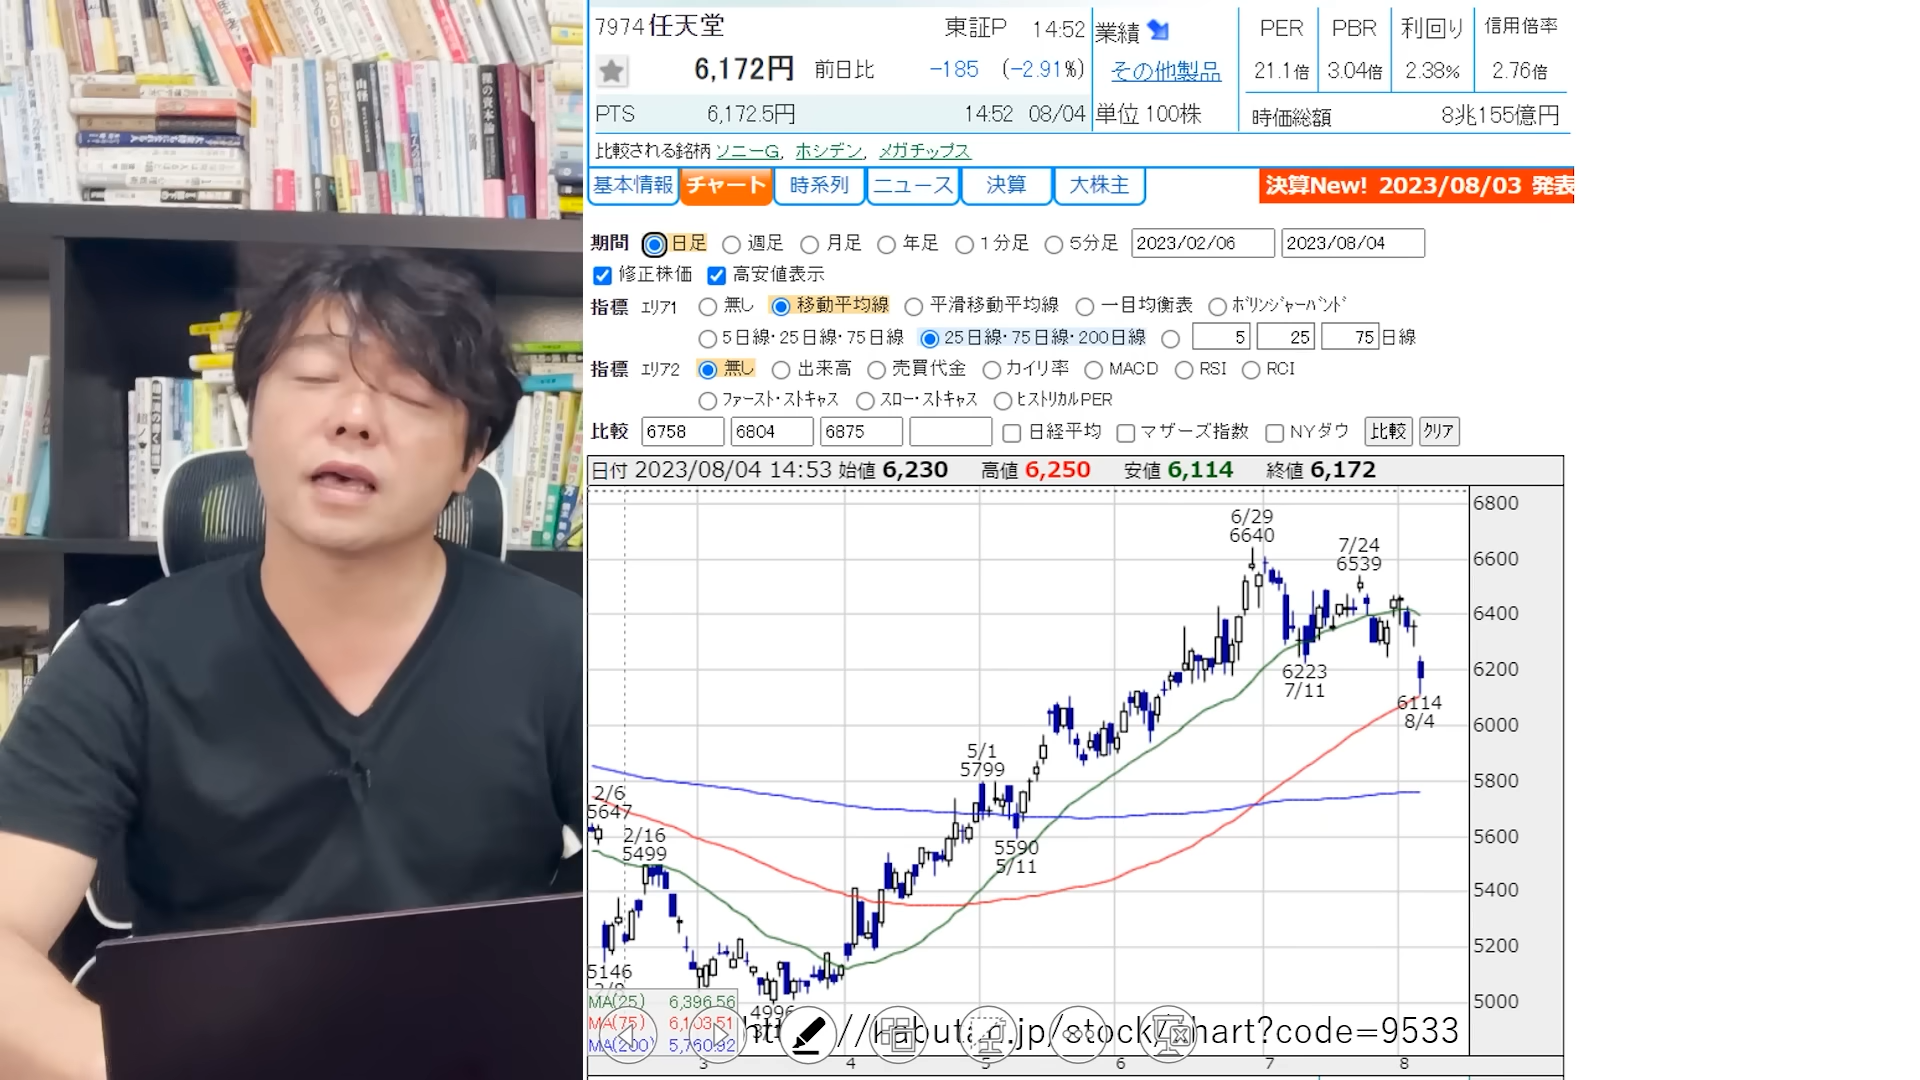 7974 任天堂 東証P 14:52
業績
PER PBR 利回り 信用倍率
6,172円 前日比 -185 (-2.91%)
その他製品
21.1倍 3.04倍 2.38% 2.76倍
PTS 6,172.5円 14:52 08/04
単位 100株
時価総額 8兆155億円
比較される銘柄 ソニーG, ホシデン, メガチップス
基本情報 チャート 時系列 ニュース 決算 大株主
決算New! 2023/08/03 発表
期間 日足 週足 月足 年足 1分足 5分足 2023/02/06 2023/08/04
修正株価 高安値表示
指標 エリア1 無し 移動平均線 平滑移動平均線 一目均衡表 ボリンジャーバンド
5日線・25日線・75日線 25日線・75日線・200日線 5 25 75 日線
指標 エリア2 無し 出来高 売買代金 カイリ率 MACD RSI RCI
ファースト・ストキャス スロー・ストキャス ヒストリカルPER
比較 6758 6804 6875 日経平均 マザーズ指数 NYダウ 比較 クリア
日付 2023/08/04 14:53 始値 6,230 高値 6,250 安値 6,114 終値 6,172
6800
6/29
6640
7/24
6539
6600
6400
6200
6223
7/11
6114
8/4
6000
5/1
5799
5800
2/6
5647
2/16
5499
5600
5590
5/11
5400
5200
5146
5000
4996
MA(25) 6,396.56
MA(75) 6,103.51
MA(200) 5,760.92
//kabutan.jp/stock/chart?code=9533
3 4 5 6 7 8